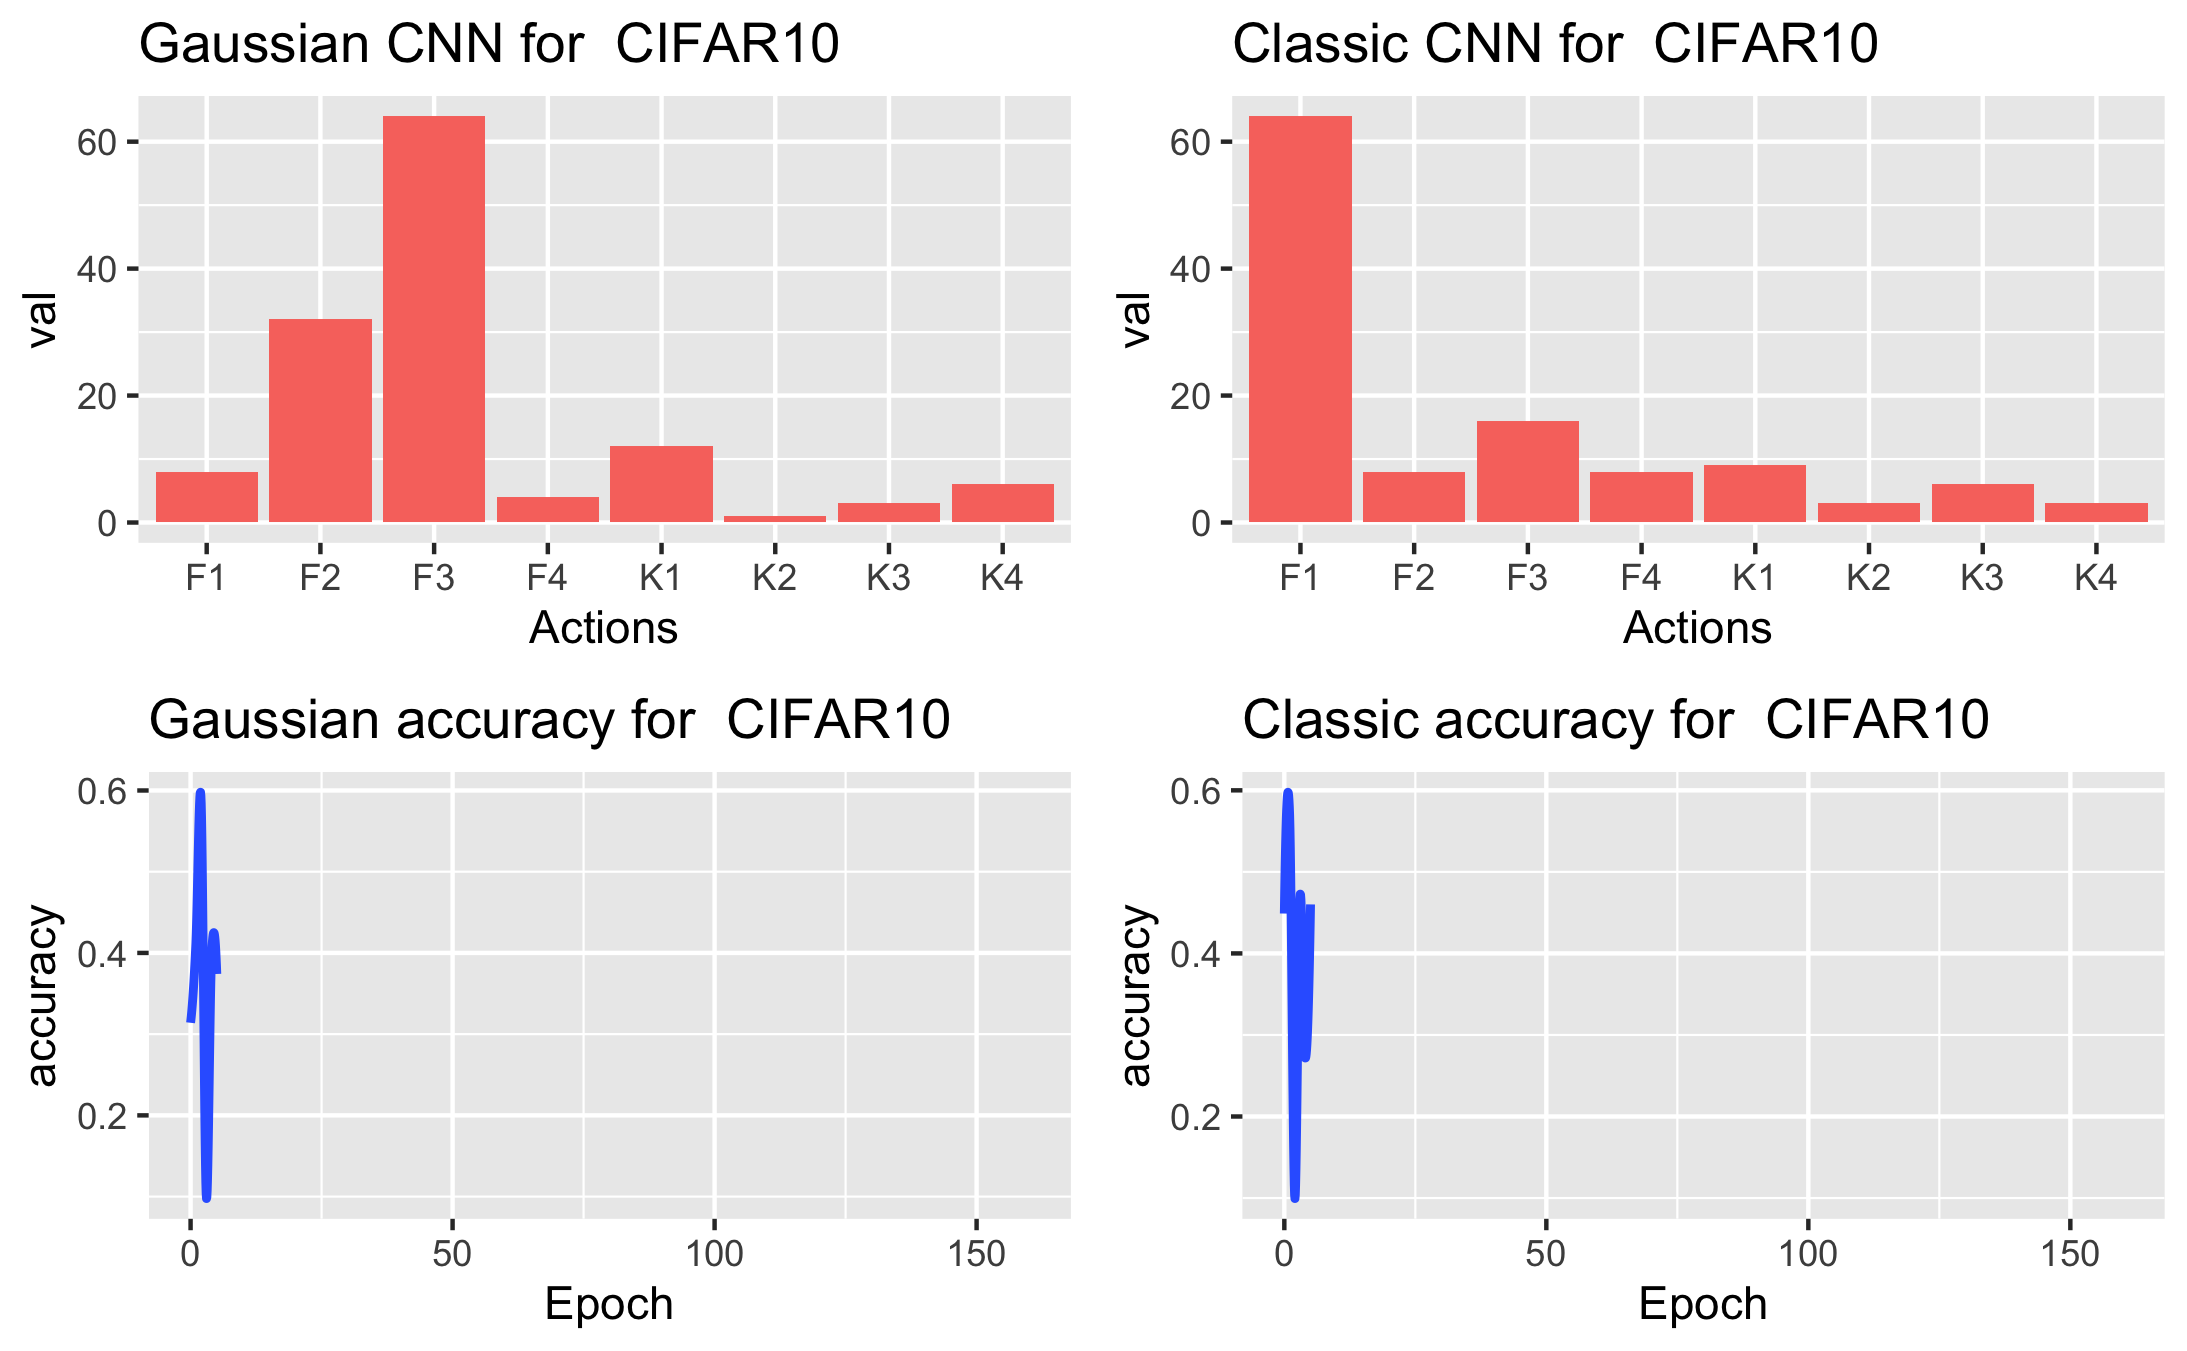 Gaussian CNN for  CIFAR10
val
60
40
20
0
F1 F2 F3 F4 K1 K2 K3 K4
Actions
Classic CNN for  CIFAR10
val
60
40
20
0
F1 F2 F3 F4 K1 K2 K3 K4
Actions
Gaussian accuracy for  CIFAR10
accuracy
0.6
0.4
0.2
0 50 100 150
Epoch
Classic accuracy for  CIFAR10
accuracy
0.6
0.4
0.2
0 50 100 150
Epoch